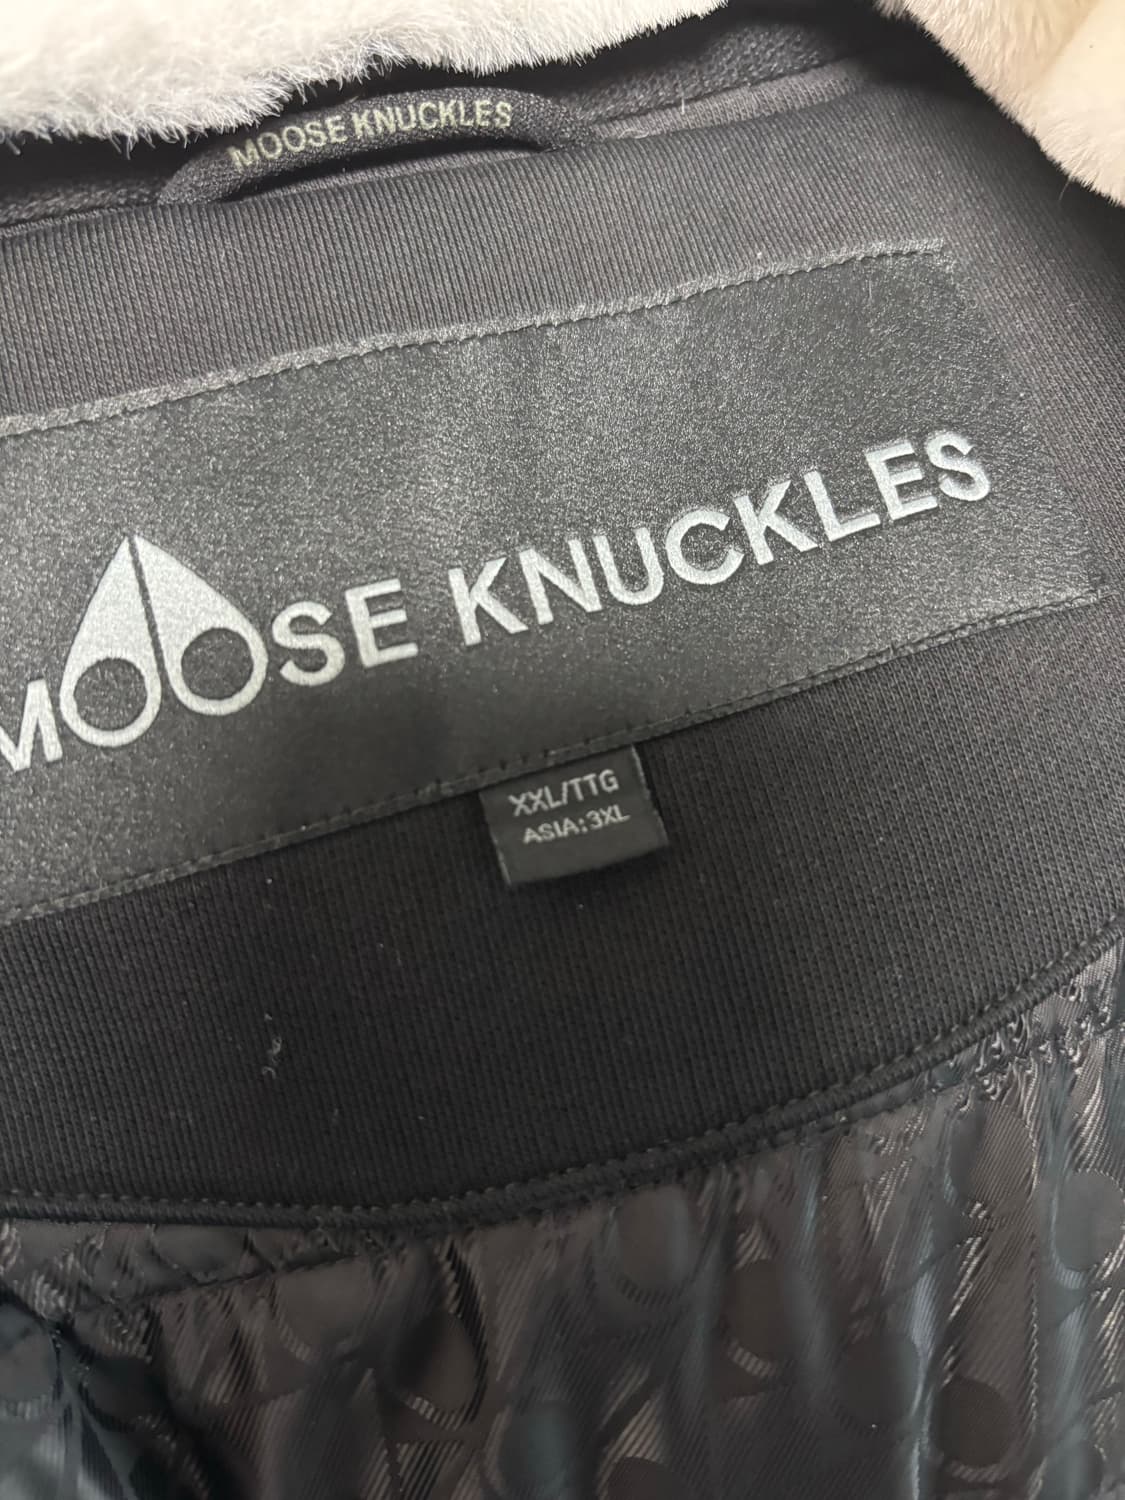 MOOSE KNUCKLES
MOOSE KNUCKLES
XXL/TTG
ASIA:3XL